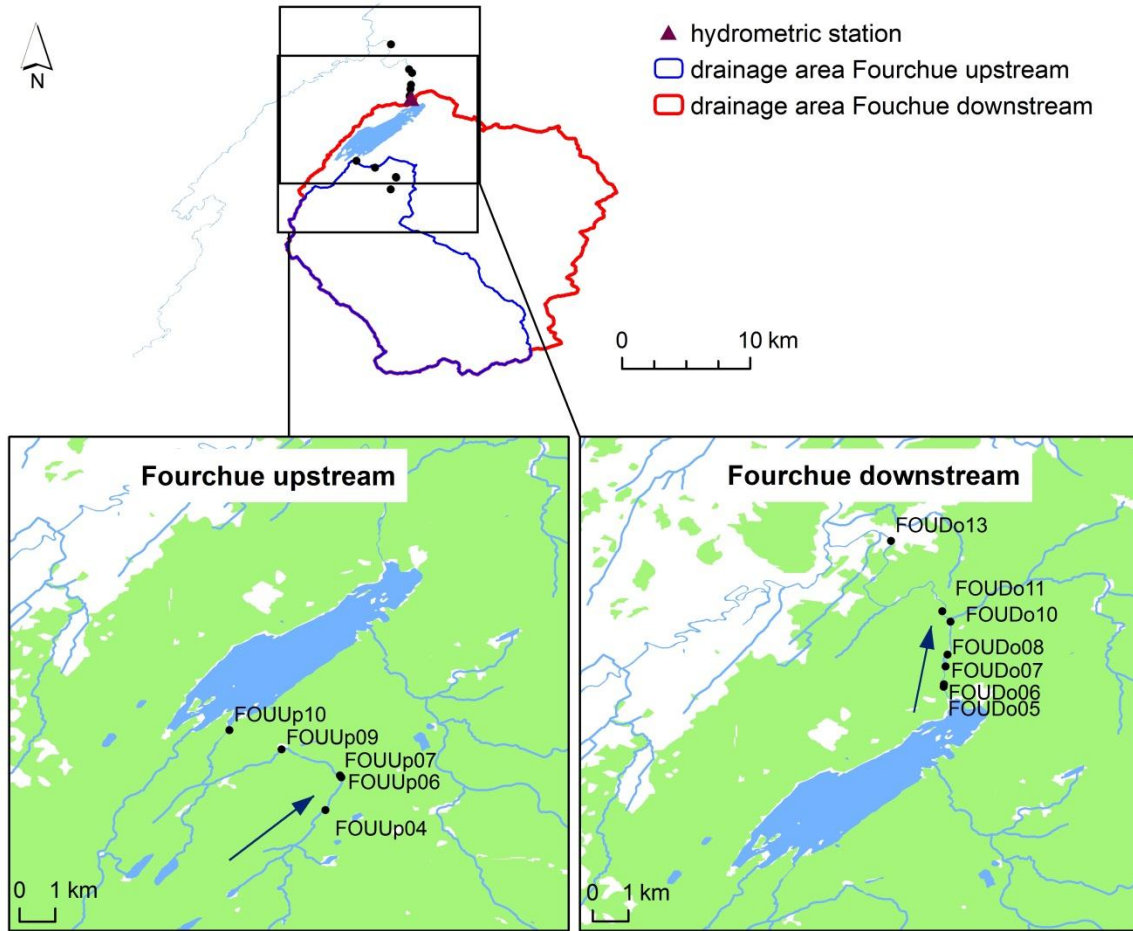 N
hydrometric station
drainage area Fourchue upstream
drainage area Fouchue downstream
0 10 km
Fourchue upstream
FOUUp10
FOUUp09
FOUUp07
FOUUp06
FOUUp04
0 1 km
Fourchue downstream
FOUDo13
FOUDo11
FOUDo10
FOUDo08
FOUDo07
FOUDo06
FOUDo05
0 1 km